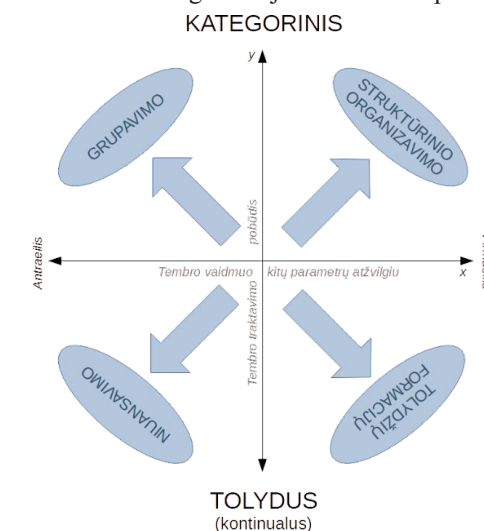 KATEGORINIS
y
GRUPAVIMO
STRUKTŪRINIO
ORGANIZAVIMO
pobūdis
Antraeilis
Tembro vaidmuo kitų parametrų atžvilgiu
x
Tembro traktavimo
NIUANSAVIMO
TOLYDŽIŲ
FORMACIJŲ
TOLYDUS
(kontinualus)